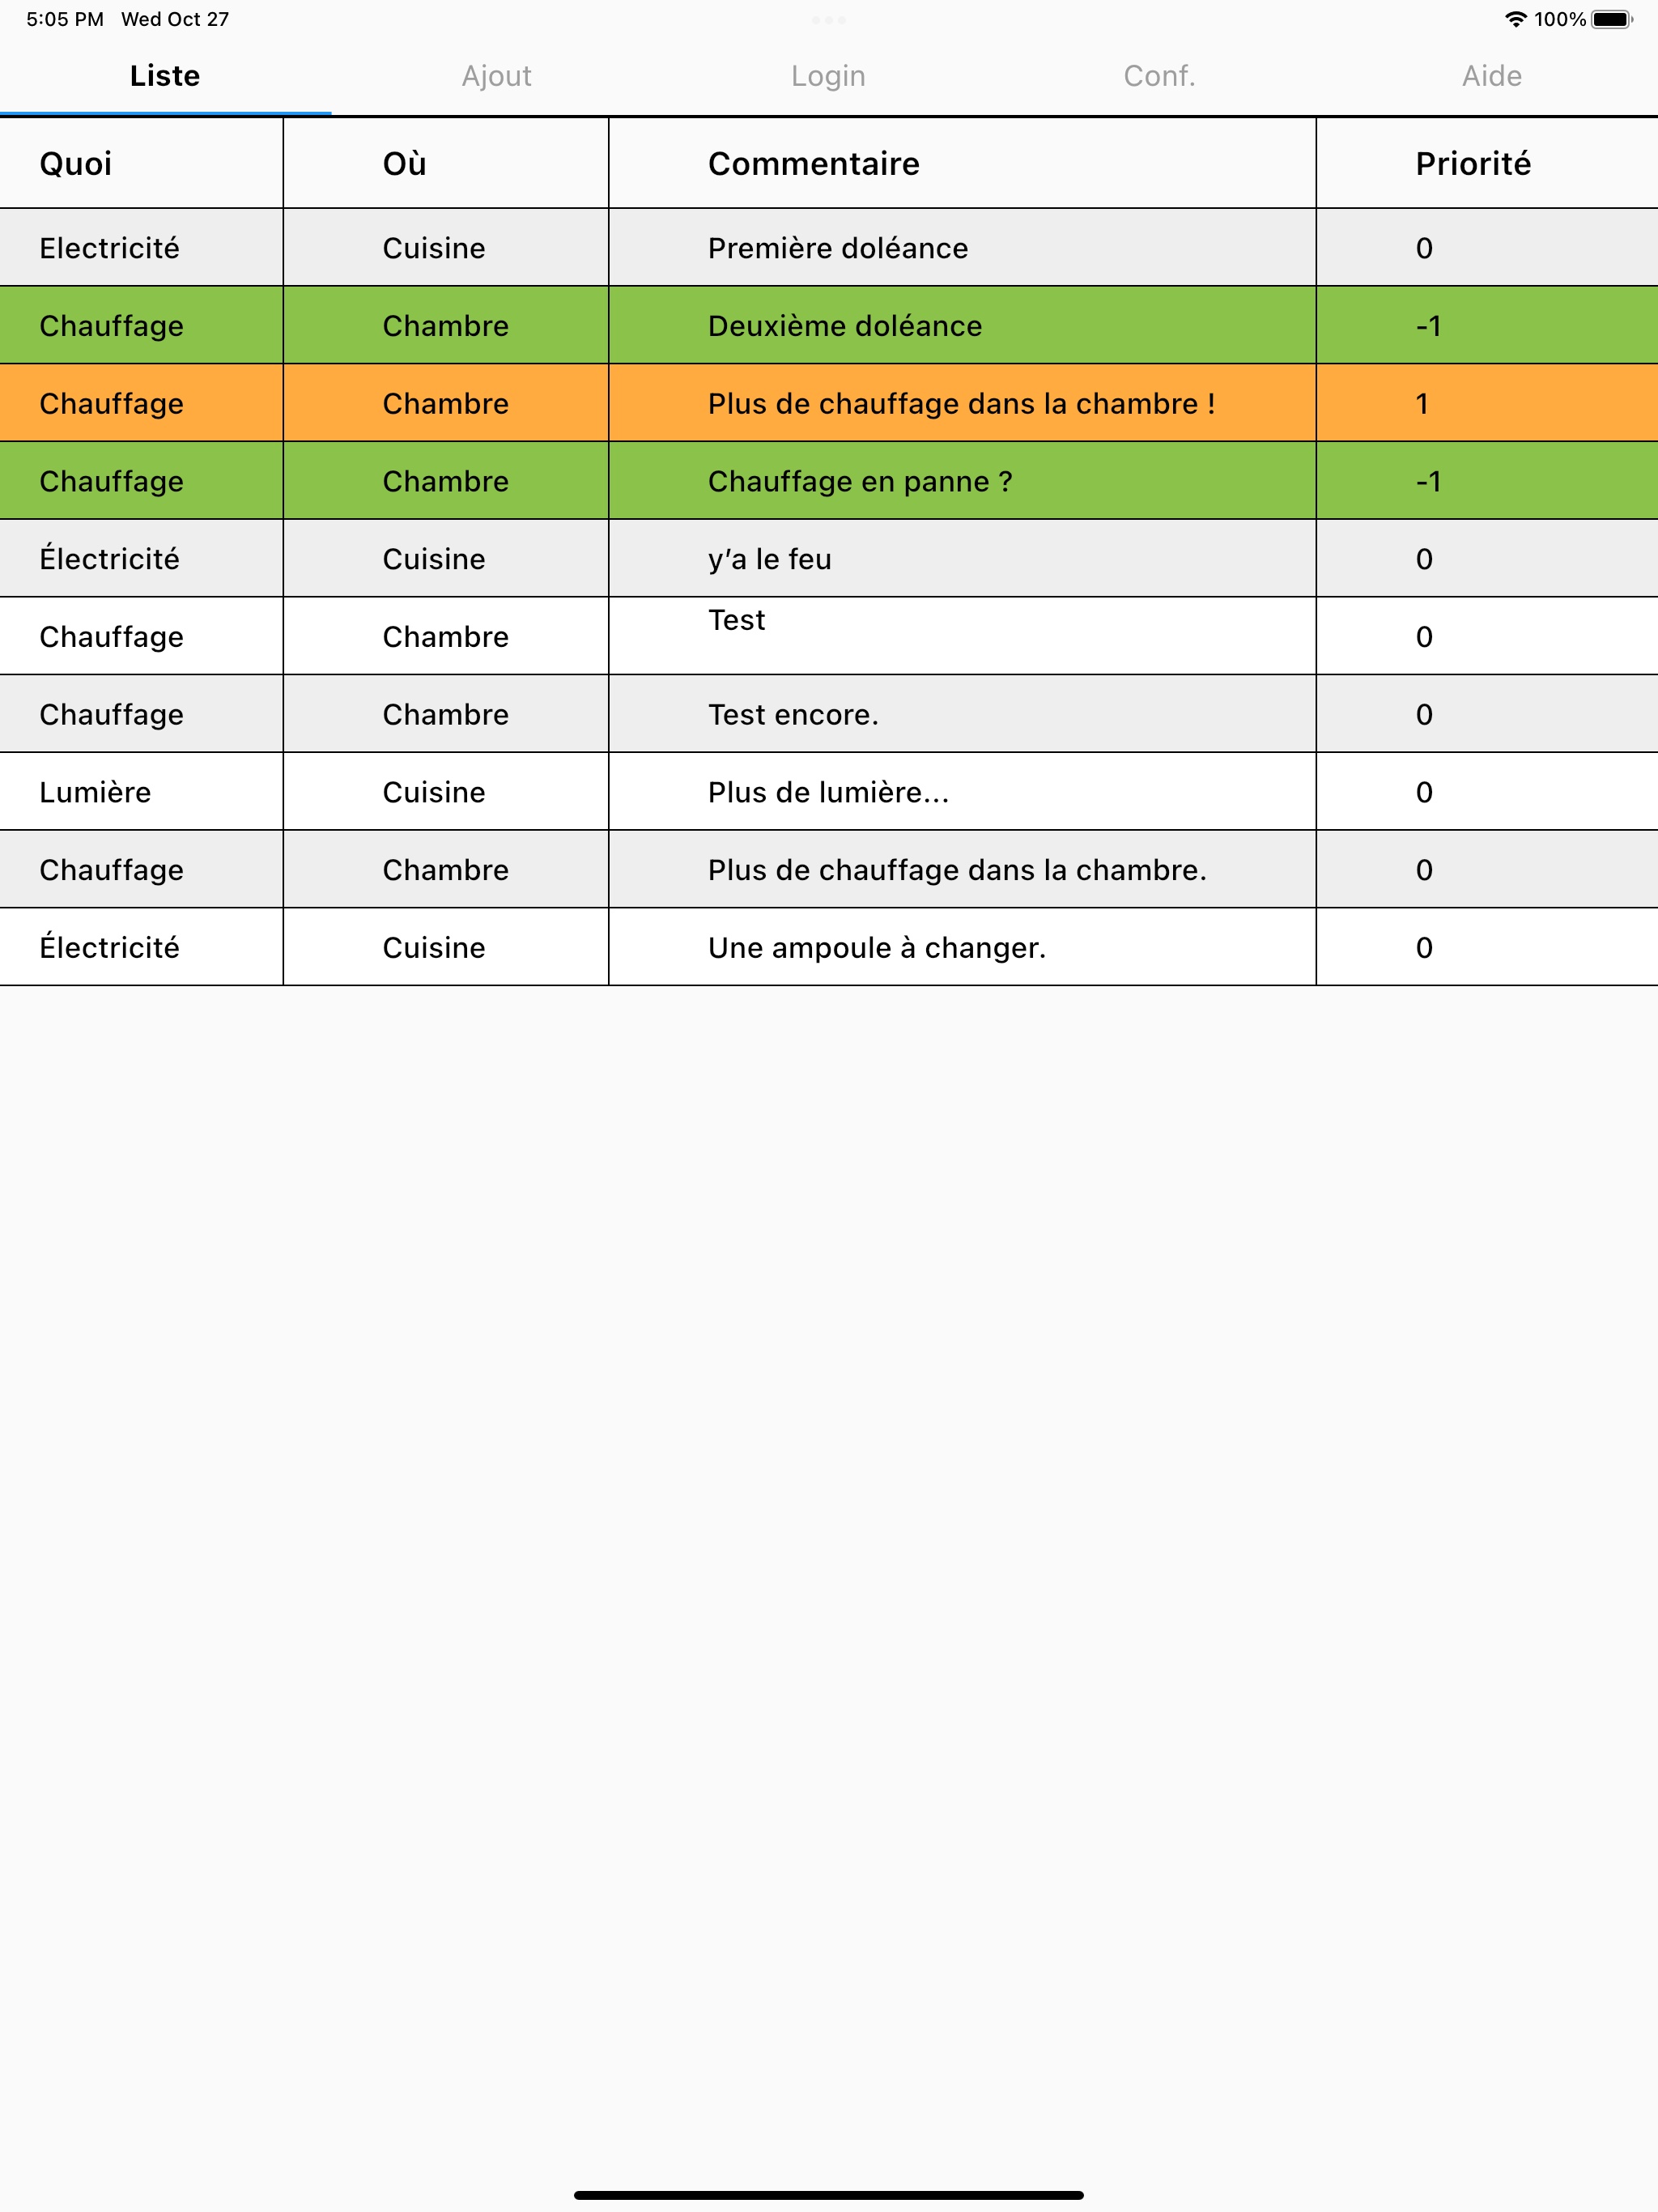 5:05 PM Wed Oct 27 100%
Liste Ajout Login Conf. Aide
Quoi Où Commentaire Priorité
Electricité Cuisine Première doléance 0
Chauffage Chambre Deuxième doléance -1
Chauffage Chambre Plus de chauffage dans la chambre ! 1
Chauffage Chambre Chauffage en panne ? -1
Électricité Cuisine y’a le feu 0
Chauffage Chambre Test 0
Chauffage Chambre Test encore. 0
Lumière Cuisine Plus de lumière... 0
Chauffage Chambre Plus de chauffage dans la chambre. 0
Électricité Cuisine Une ampoule à changer. 0